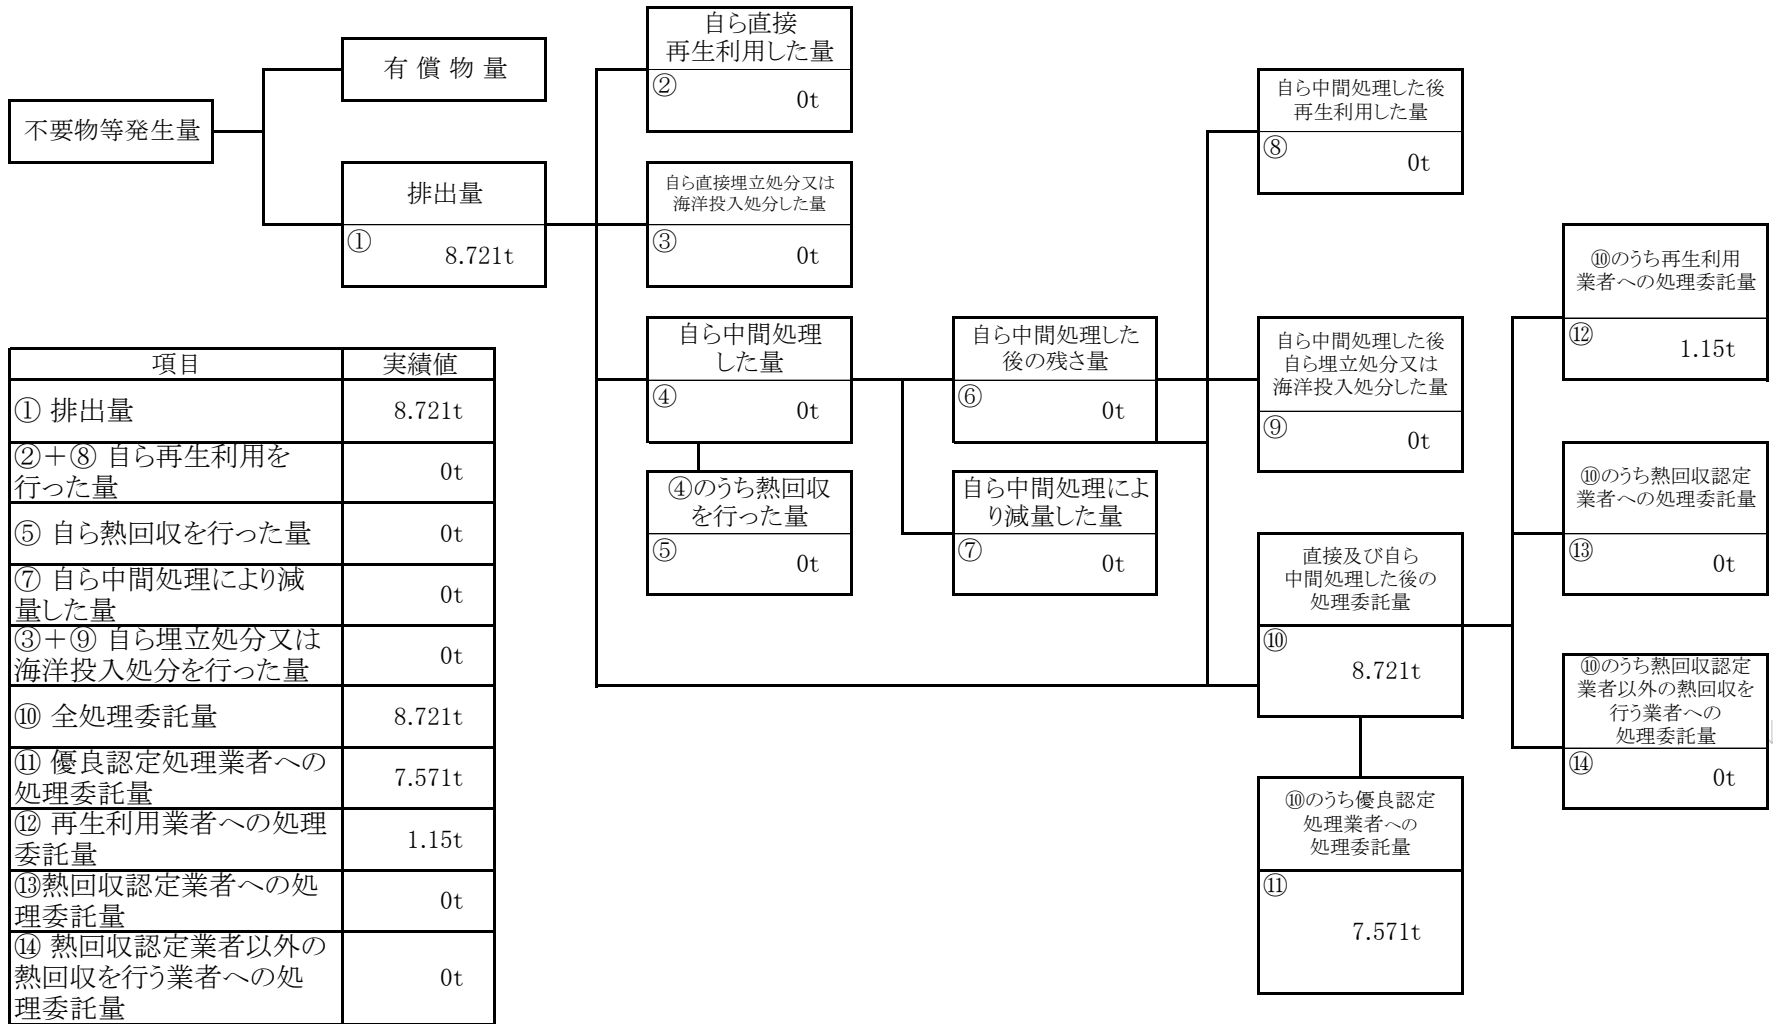 不要物等発生量
有 償 物 量
排出量
①
8.721t
自ら直接
再生利用した量
②
0t
自ら直接埋立処分又は
海洋投入処分した量
③
0t
自ら中間処理
した量
④
0t
④のうち熱回収
を行った量
⑤
0t
自ら中間処理した
後の残さ量
⑥
0t
自ら中間処理によ
り減量した量
⑦
0t
自ら中間処理した後
再生利用した量
⑧
0t
自ら中間処理した後
自ら埋立処分又は
海洋投入処分した量
⑨
0t
直接及び自ら
中間処理した後の
処理委託量
⑩
8.721t
⑩のうち優良認定
処理業者への
処理委託量
⑪
7.571t
⑩のうち再生利用
業者への処理委託量
⑫
1.15t
⑩のうち熱回収認定
業者への処理委託量
⑬
0t
⑩のうち熱回収認定
業者以外の熱回収を
行う業者への
処理委託量
⑭
0t
項目 実績値
① 排出量 8.721t
②＋⑧ 自ら再生利用を
行った量 0t
⑤ 自ら熱回収を行った量 0t
⑦ 自ら中間処理により減
量した量 0t
③＋⑨ 自ら埋立処分又は
海洋投入処分を行った量 0t
⑩ 全処理委託量 8.721t
⑪ 優良認定処理業者への
処理委託量 7.571t
⑫ 再生利用業者への処理
委託量 1.15t
⑬熱回収認定業者への処
理委託量 0t
⑭ 熱回収認定業者以外の
熱回収を行う業者への処
理委託量 0t